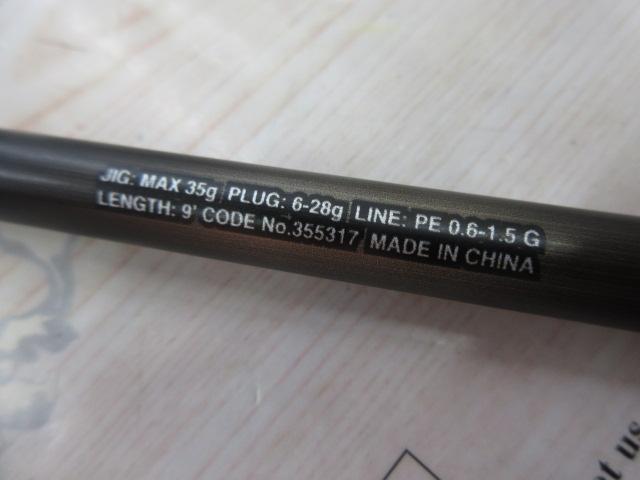 JIG: MAX 35g PLUG: 6-28g LINE: PE 0.6-1.5 G
LENGTH: 9' CODE No.355317 MADE IN CHINA
us